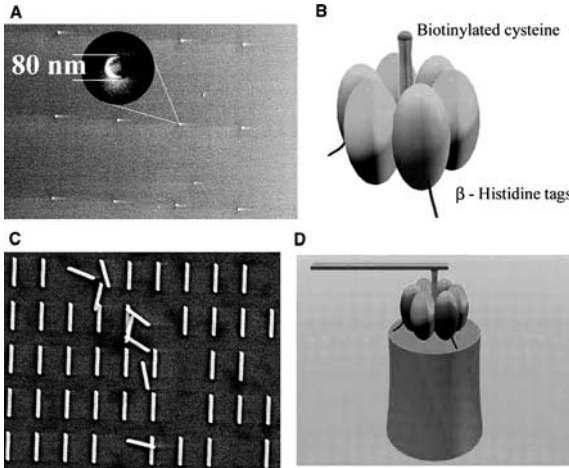 A
80 nm
B
Biotinylated cysteine
β - Histidine tags
C
D